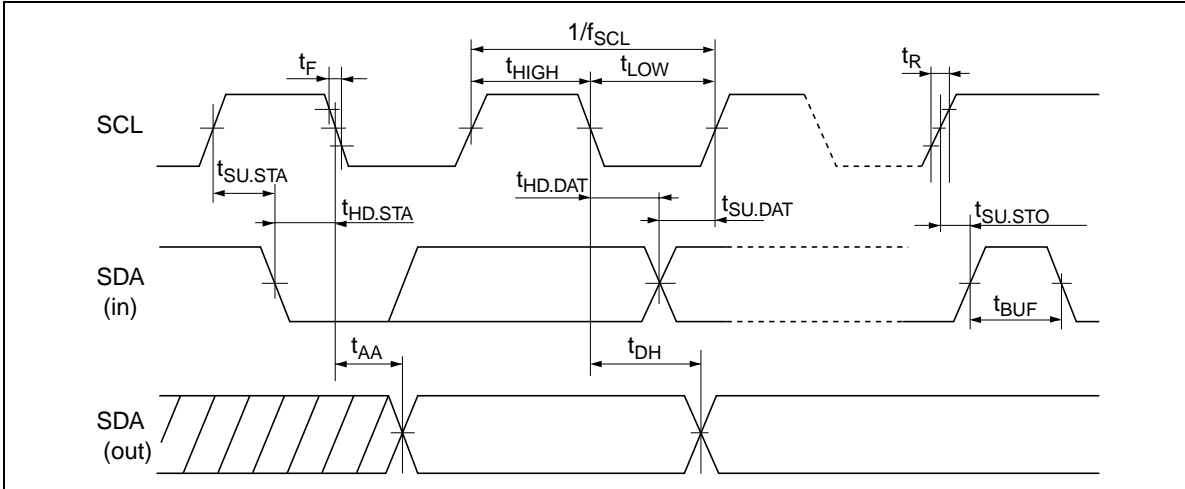 1/fSCL
tF
tHIGH
tLOW
tR
SCL
tSU.STA
tHD.STA
tHD.DAT
tSU.DAT
tSU.STO
SDA
(in)
tBUF
tAA
tDH
SDA
(out)